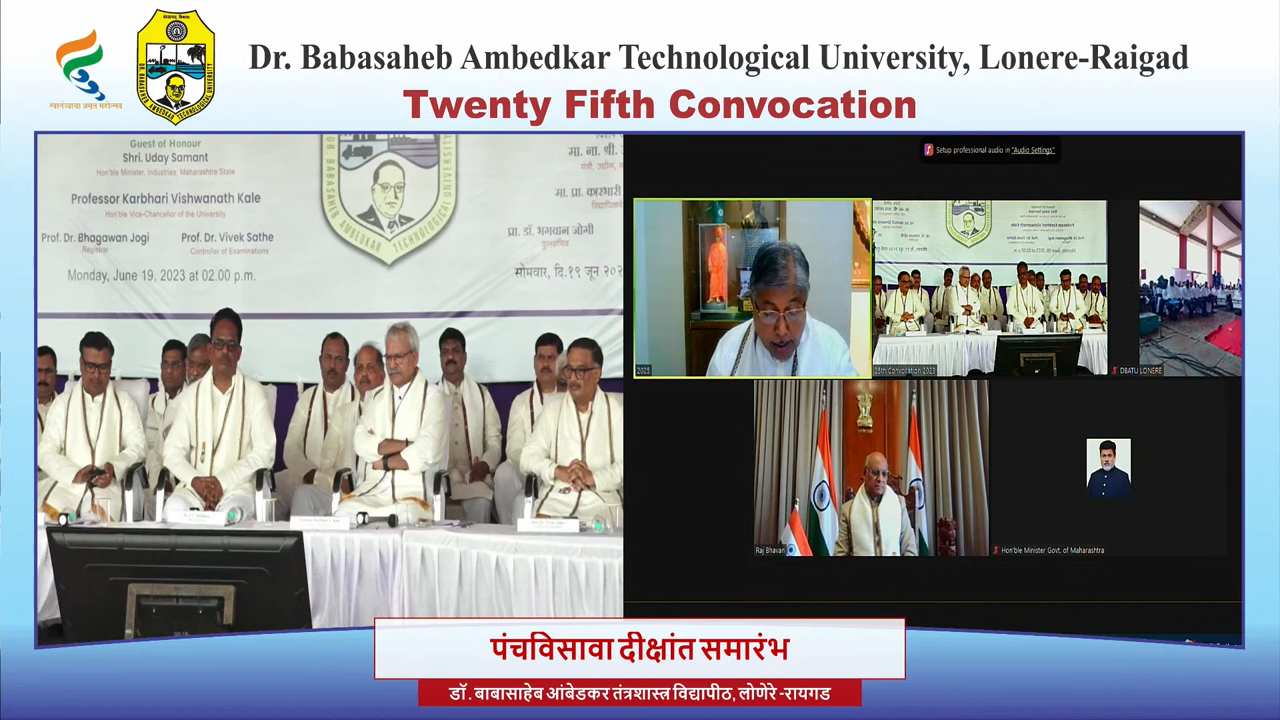 Dr. Babasaheb Ambedkar Technological University, Lonere-Raigad
Twenty Fifth Convocation
Guest of Honour
Shri. Uday Samant
Hon'ble Minister, Industries, Maharashtra State
Professor Karbhari Vishwanath Kale
Hon'ble Vice-Chancellor of the University
Prof. Dr. Bhagawan Jogi
Registrar
Prof. Dr. Vivek Sathe
Controller of Examinations
Monday, June 19, 2023 at 02.00 p.m.
मा. ना. श्री.
मा. प्रा. कारभारी
प्रा. डॉ. भगवान जोगी
कुलसचिव
सोमवार, दि.१९ जून
Setup professional audio in "Audio Settings"
2025
25th Convocation 2023
DBATU LONERE
Raj Bhavan
Hon'ble Minister Govt. of Maharashtra
पंचविसावा दीक्षांत समारंभ
डॉ. बाबासाहेब आंबेडकर तंत्रशास्त्र विद्यापीठ, लोणेरे -रायगड